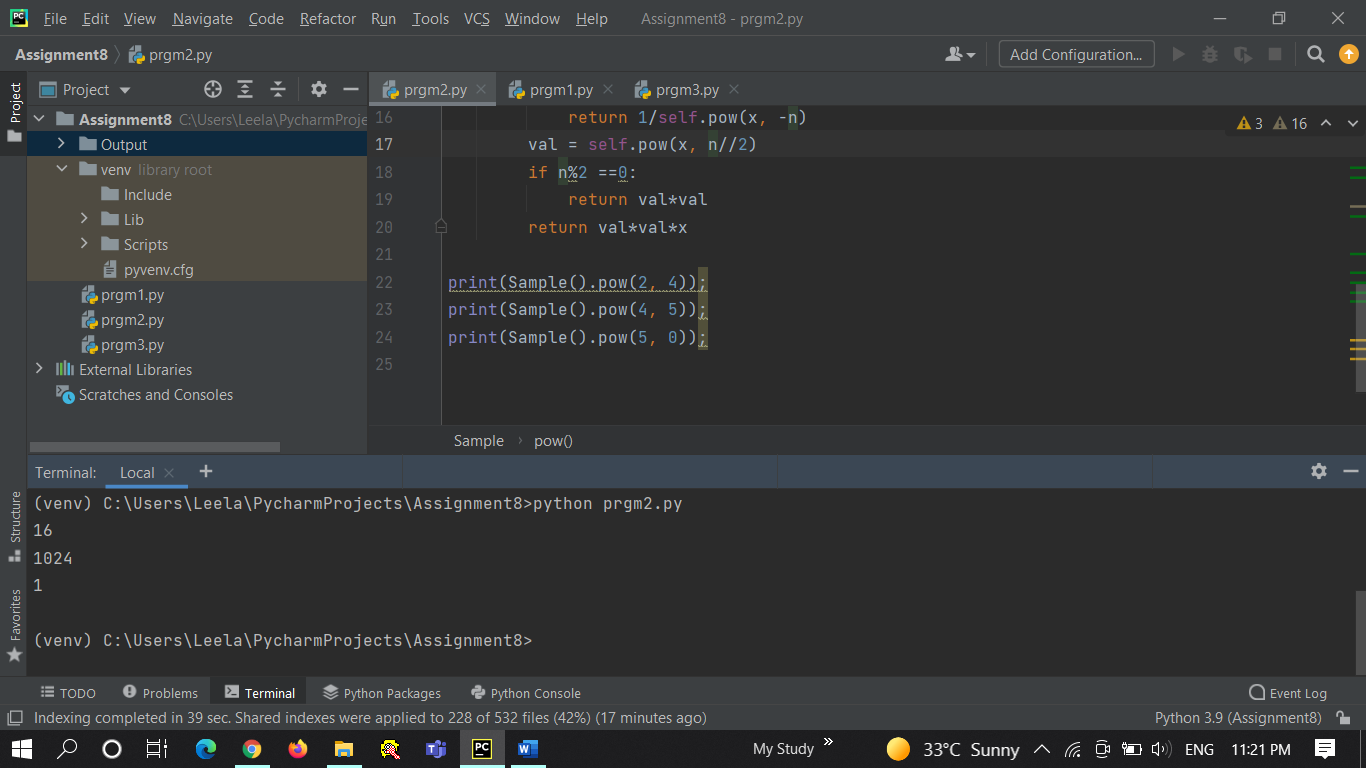 PC File Edit View Navigate Code Refactor Run Tools VCS Window Help Assignment8 - prgm2.py
Assignment8 prgm2.py Add Configuration...
Project
Project
prgm2.py prgm1.py prgm3.py
Assignment8 C:\Users\Leela\PycharmProje
Output
venv library root
Include
Lib
Scripts
pyvenv.cfg
prgm1.py
prgm2.py
prgm3.py
External Libraries
Scratches and Consoles
16 return 1/self.pow(x, -n)
3 16
17 val = self.pow(x, n//2)
18 if n%2 ==0:
19 return val*val
20 return val*val*x
21
22 print(Sample().pow(2, 4));
23 print(Sample().pow(4, 5));
24 print(Sample().pow(5, 0));
25
Sample › pow()
Terminal: Local
(venv) C:\Users\Leela\PycharmProjects\Assignment8>python prgm2.py
16
1024
1
(venv) C:\Users\Leela\PycharmProjects\Assignment8>
Structure
Favorites
TODO Problems Terminal Python Packages Python Console Event Log
Indexing completed in 39 sec. Shared indexes were applied to 228 of 532 files (42%) (17 minutes ago) Python 3.9 (Assignment8)
PC W My Study » 33°C Sunny ENG 11:21 PM